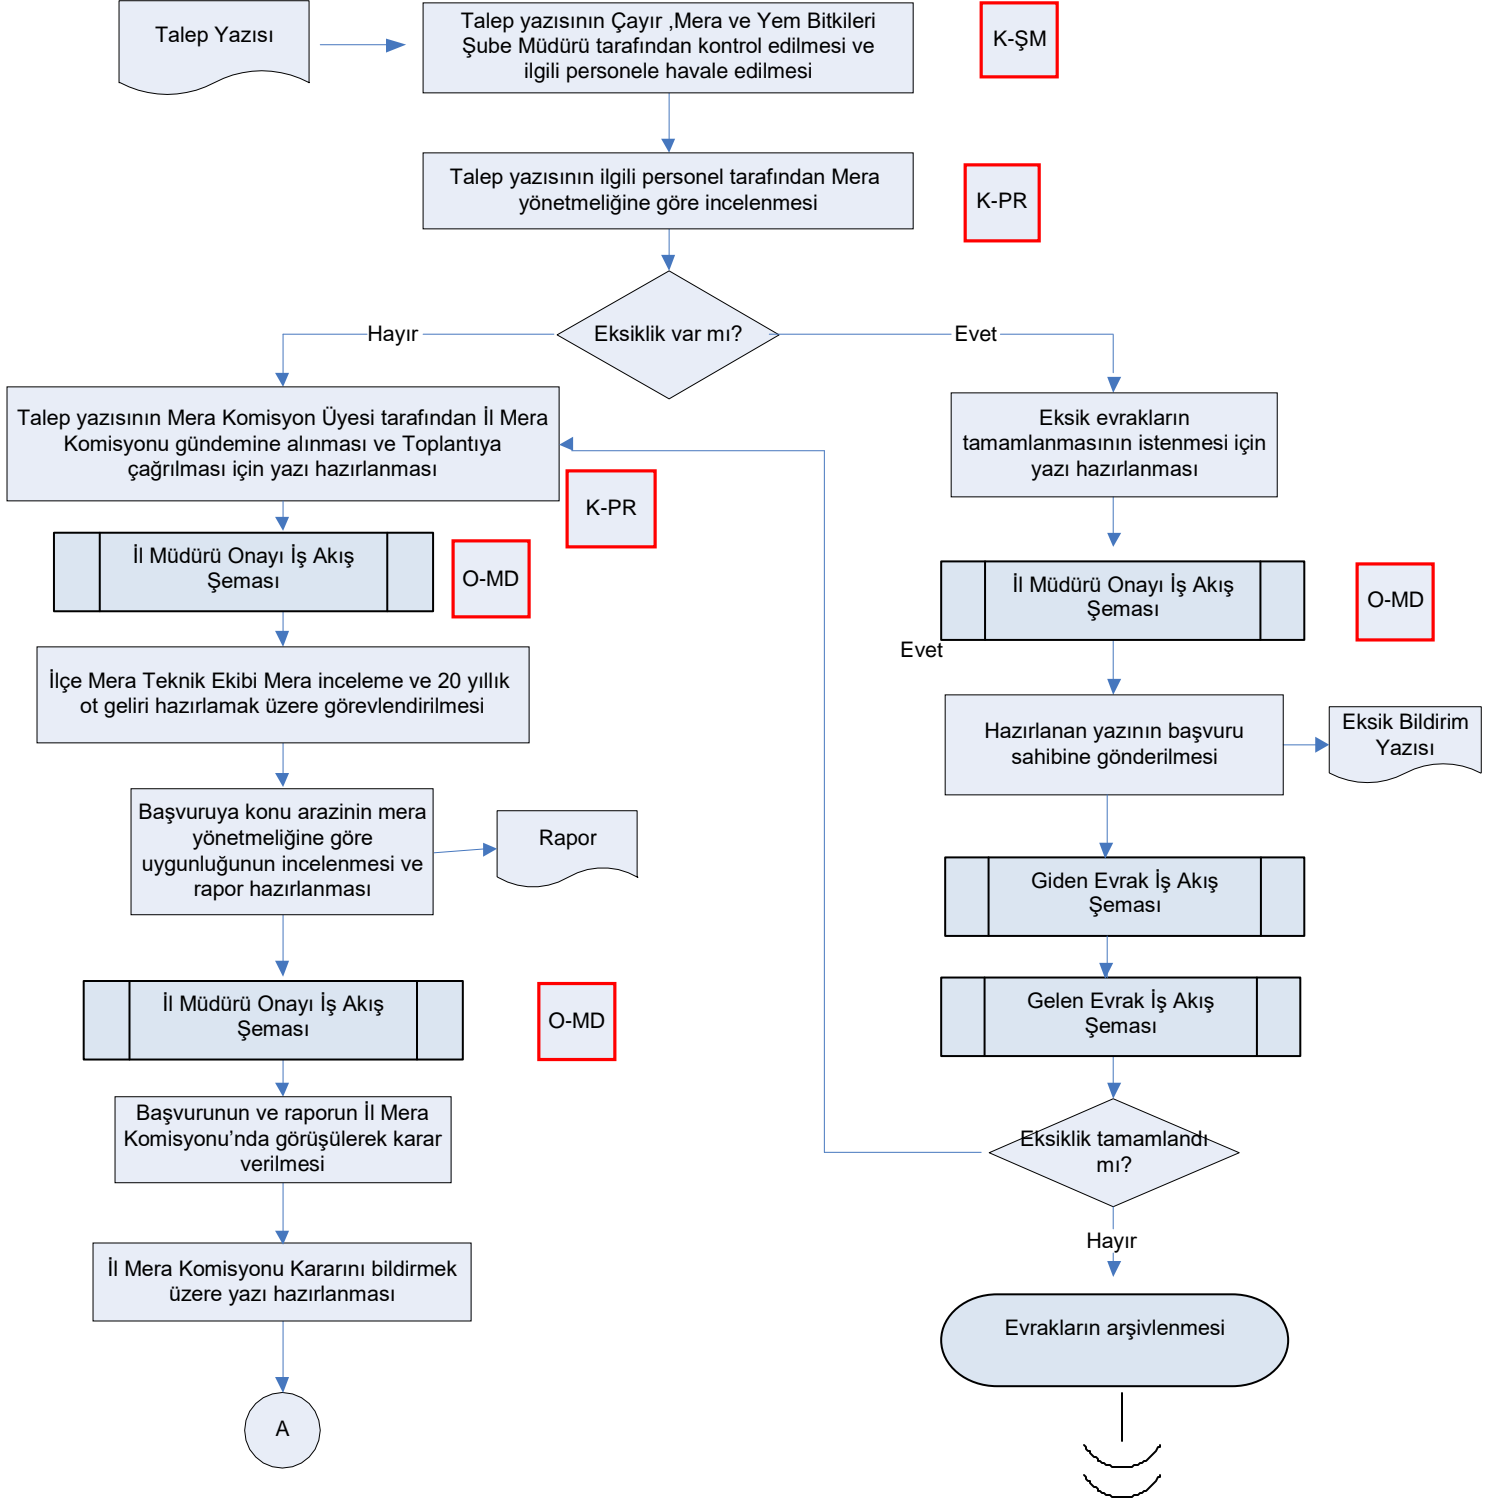 Talep Yazısı
Talep yazısının Çayır ,Mera ve Yem Bitkileri
Şube Müdürü tarafından kontrol edilmesi ve
ilgili personele havale edilmesi
K-ŞM
Talep yazısının ilgili personel tarafından Mera
yönetmeliğine göre incelenmesi
K-PR
Eksiklik var mı?
Hayır
Evet
Talep yazısının Mera Komisyon Üyesi tarafından İl Mera
Komisyonu gündemine alınması ve Toplantıya
çağrılması için yazı hazırlanması
K-PR
İl Müdürü Onayı İş Akış
Şeması
O-MD
İlçe Mera Teknik Ekibi Mera inceleme ve 20 yıllık
ot geliri hazırlamak üzere görevlendirilmesi
Başvuruya konu arazinin mera
yönetmeliğine göre
uygunluğunun incelenmesi ve
rapor hazırlanması
Rapor
İl Müdürü Onayı İş Akış
Şeması
O-MD
Başvurunun ve raporun İl Mera
Komisyonu’nda görüşülerek karar
verilmesi
İl Mera Komisyonu Kararını bildirmek
üzere yazı hazırlanması
A
Eksik evrakların
tamamlanmasının istenmesi için
yazı hazırlanması
İl Müdürü Onayı İş Akış
Şeması
O-MD
Evet
Hazırlanan yazının başvuru
sahibine gönderilmesi
Eksik Bildirim
Yazısı
Giden Evrak İş Akış
Şeması
Gelen Evrak İş Akış
Şeması
Eksiklik tamamlandı
mı?
Hayır
Evrakların arşivlenmesi